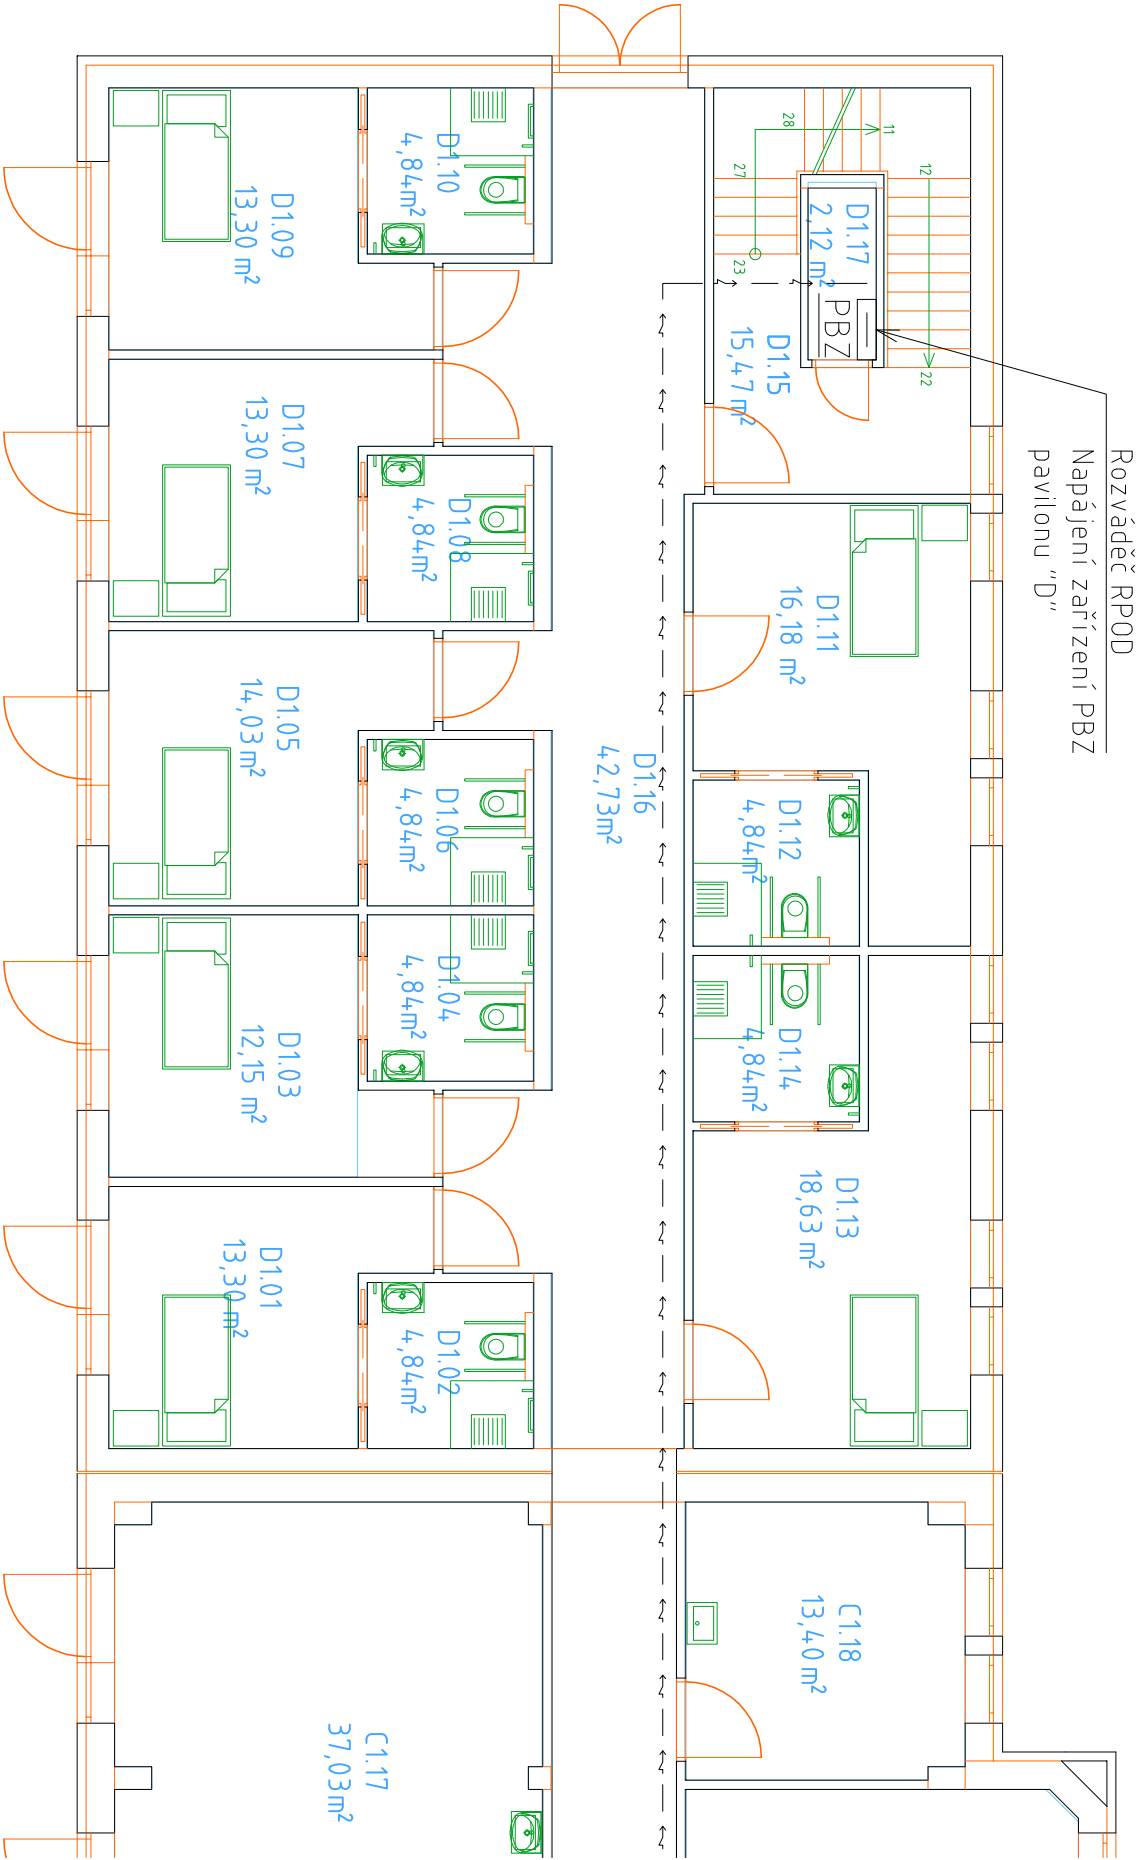 Rozváděč RPOD
Napájení zařízení PBZ
pavilonu "D"
D1.10
4,84m²
D1.09
13,30 m²
28
11
27
12
23
22
D1.17
2,12 m²
PBZ
D1.15
15,47 m²
D1.07
13,30 m²
D1.08
4,84m²
D1.11
16,18 m²
D1.05
14,03m²
D1.06
4,84m²
D1.16
42,73m²
D1.12
4,84m²
D1.03
12,15 m²
D1.04
4,84m²
D1.14
4,84m²
D1.13
18,63 m²
D1.01
13,30m²
D1.02
4,84m²
C1.18
13,40 m²
C1.17
37,03m²